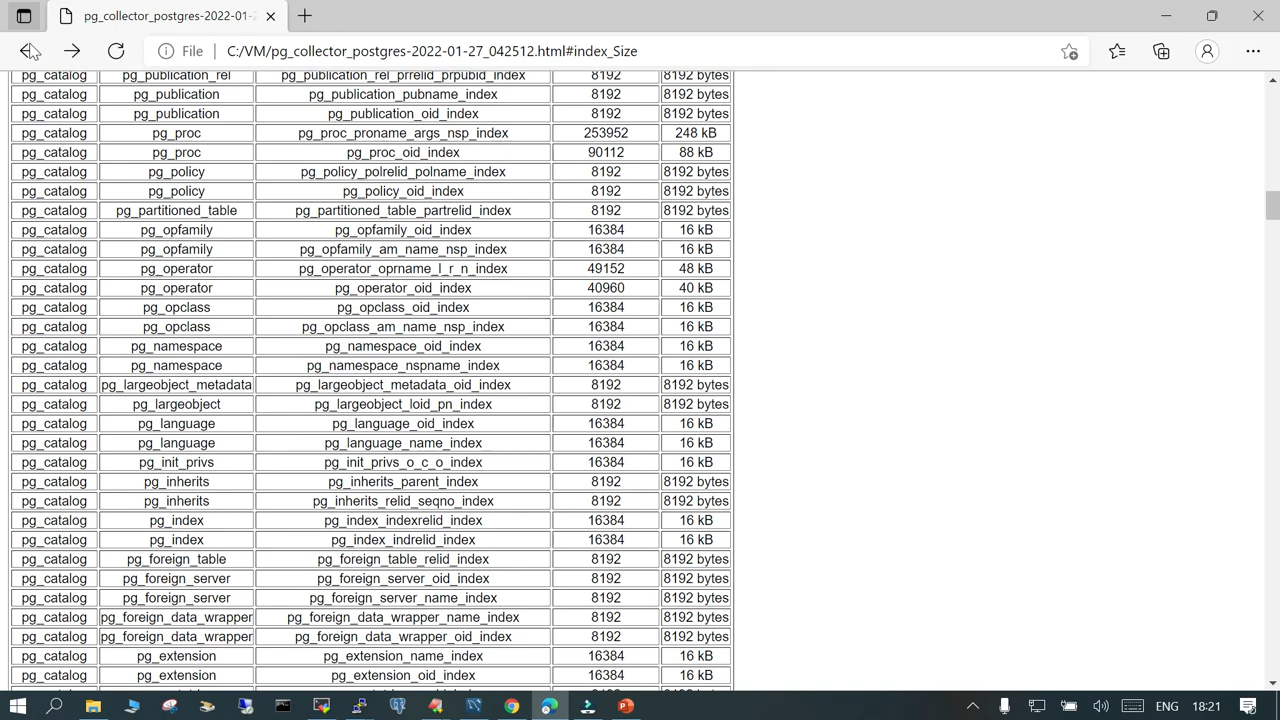 pg_collector_postgres-2022-01-2
File C:/VM/pg_collector_postgres-2022-01-27_042512.html#index_Size
pg_catalog pg_publication_rel pg_publication_rel_prrelid_prpubid_index 8192 8192 bytes
pg_catalog pg_publication pg_publication_pubname_index 8192 8192 bytes
pg_catalog pg_publication pg_publication_oid_index 8192 8192 bytes
pg_catalog pg_proc pg_proc_proname_args_nsp_index 253952 248 kB
pg_catalog pg_proc pg_proc_oid_index 90112 88 kB
pg_catalog pg_policy pg_policy_polrelid_polname_index 8192 8192 bytes
pg_catalog pg_policy pg_policy_oid_index 8192 8192 bytes
pg_catalog pg_partitioned_table pg_partitioned_table_partrelid_index 8192 8192 bytes
pg_catalog pg_opfamily pg_opfamily_oid_index 16384 16 kB
pg_catalog pg_opfamily pg_opfamily_am_name_nsp_index 16384 16 kB
pg_catalog pg_operator pg_operator_oprname_l_r_n_index 49152 48 kB
pg_catalog pg_operator pg_operator_oid_index 40960 40 kB
pg_catalog pg_opclass pg_opclass_oid_index 16384 16 kB
pg_catalog pg_opclass pg_opclass_am_name_nsp_index 16384 16 kB
pg_catalog pg_namespace pg_namespace_oid_index 16384 16 kB
pg_catalog pg_namespace pg_namespace_nspname_index 16384 16 kB
pg_catalog pg_largeobject_metadata pg_largeobject_metadata_oid_index 8192 8192 bytes
pg_catalog pg_largeobject pg_largeobject_loid_pn_index 8192 8192 bytes
pg_catalog pg_language pg_language_oid_index 16384 16 kB
pg_catalog pg_language pg_language_name_index 16384 16 kB
pg_catalog pg_init_privs pg_init_privs_o_c_o_index 16384 16 kB
pg_catalog pg_inherits pg_inherits_parent_index 8192 8192 bytes
pg_catalog pg_inherits pg_inherits_relid_seqno_index 8192 8192 bytes
pg_catalog pg_index pg_index_indexrelid_index 16384 16 kB
pg_catalog pg_index pg_index_indrelid_index 16384 16 kB
pg_catalog pg_foreign_table pg_foreign_table_relid_index 8192 8192 bytes
pg_catalog pg_foreign_server pg_foreign_server_oid_index 8192 8192 bytes
pg_catalog pg_foreign_server pg_foreign_server_name_index 8192 8192 bytes
pg_catalog pg_foreign_data_wrapper pg_foreign_data_wrapper_name_index 8192 8192 bytes
pg_catalog pg_foreign_data_wrapper pg_foreign_data_wrapper_oid_index 8192 8192 bytes
pg_catalog pg_extension pg_extension_name_index 16384 16 kB
pg_catalog pg_extension pg_extension_oid_index 16384 16 kB
ENG 18:21